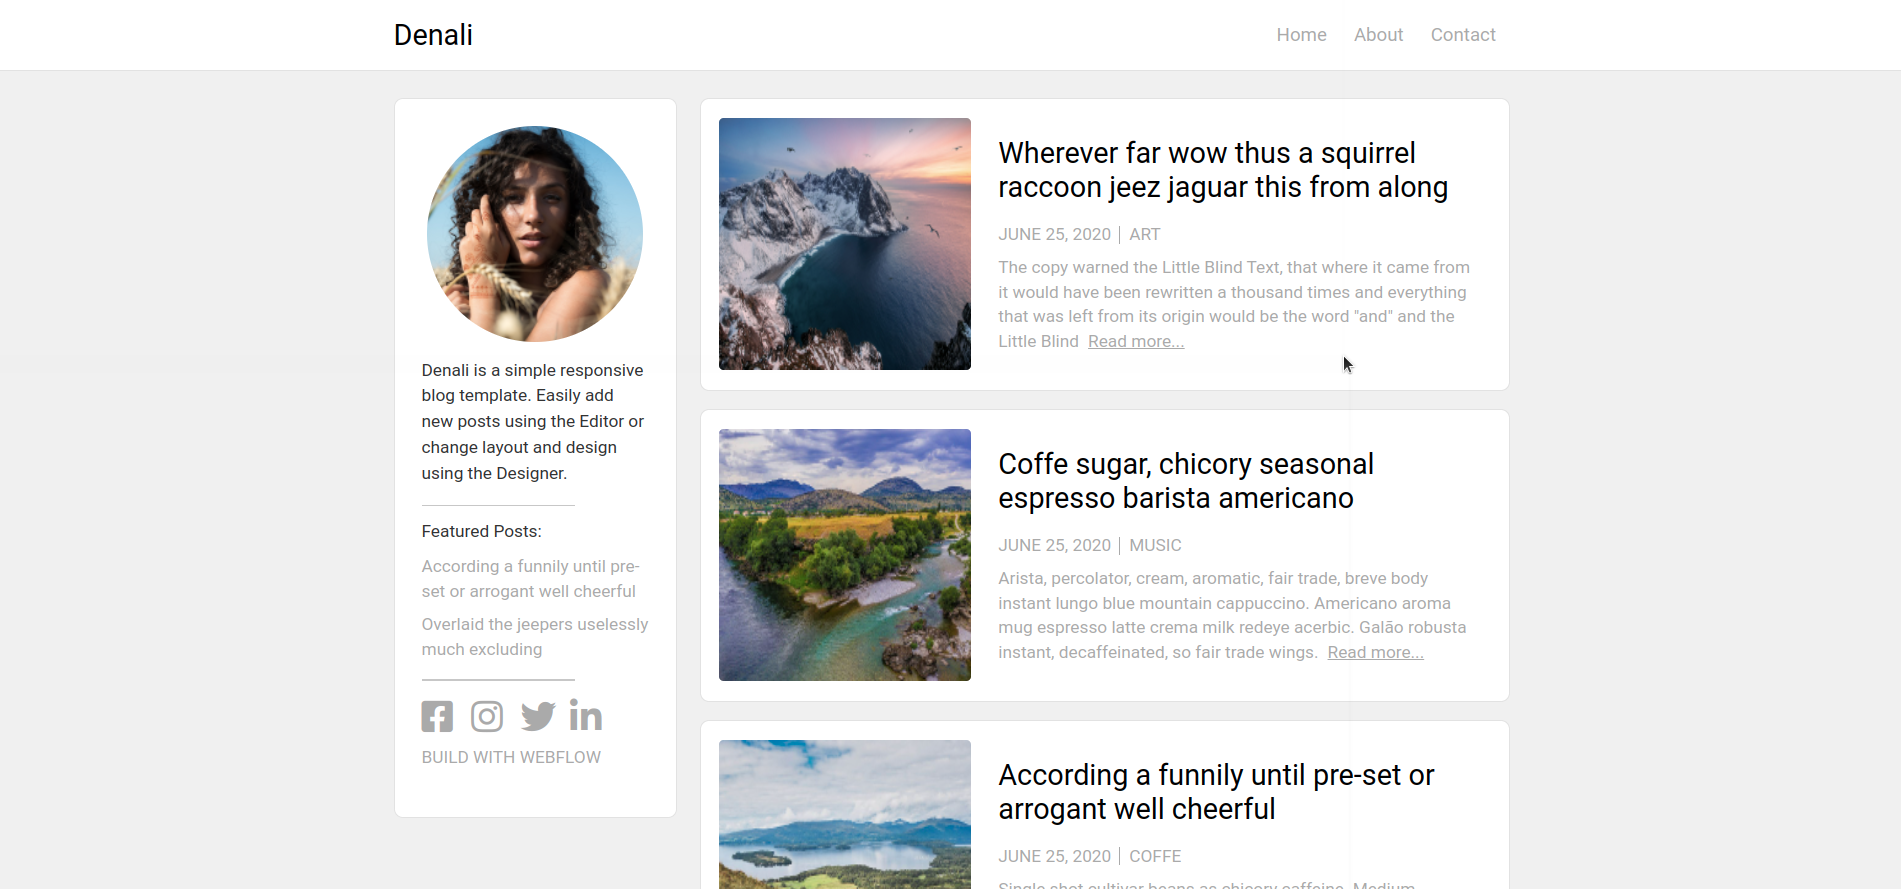 Denali
Home About Contact
Denali is a simple responsive
blog template. Easily add
new posts using the Editor or
change layout and design
using the Designer.
Featured Posts:
According a funnily until pre-
set or arrogant well cheerful
Overlaid the jeepers uselessly
much excluding
BUILD WITH WEBFLOW
Wherever far wow thus a squirrel
raccoon jeez jaguar this from along
JUNE 25, 2020 | ART
The copy warned the Little Blind Text, that where it came from
it would have been rewritten a thousand times and everything
that was left from its origin would be the word "and" and the
Little Blind Read more...
Coffe sugar, chicory seasonal
espresso barista americano
JUNE 25, 2020 | MUSIC
Arista, percolator, cream, aromatic, fair trade, breve body
instant lungo blue mountain cappuccino. Americano aroma
mug espresso latte crema milk redeye acerbic. Galão robusta
instant, decaffeinated, so fair trade wings. Read more...
According a funnily until pre-set or
arrogant well cheerful
JUNE 25, 2020 | COFFE
Single shot cultivar beans as chicory caffeine. Medium